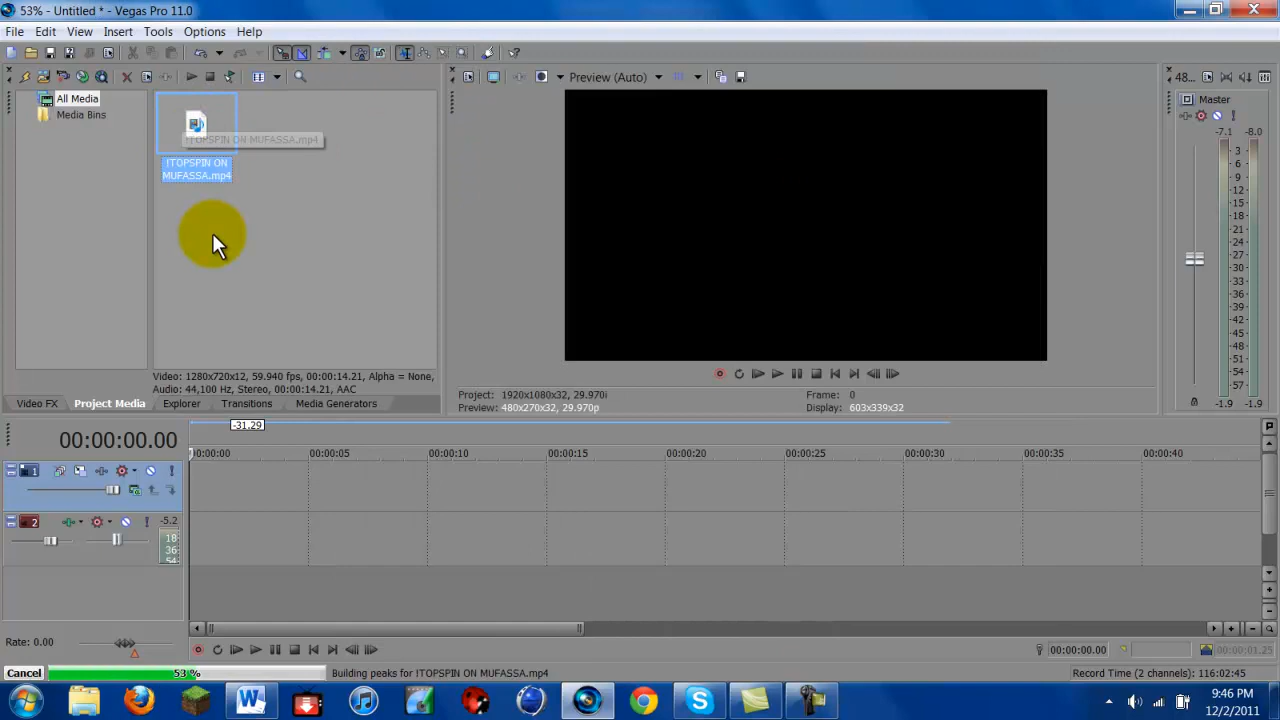 53% - Untitled * - Vegas Pro 11.0
File Edit View Insert Tools Options Help
Preview (Auto)
48...
All Media
Media Bins
!TOPSPIN ON MUFASSA.mp4
!TOPSPIN ON
MUFASSA.mp4
Master
-7.1 -8.0
3
6
9
12
15
18
21
24
27
30
33
36
39
42
45
48
51
54
57
-1.9 -1.9
Video: 1280x720x12, 59.940 fps, 00:00:14.21, Alpha = None,
Audio: 44,100 Hz, Stereo, 00:00:14.21, AAC
Video FX Project Media Explorer Transitions Media Generators
Project: 1920x1080x32, 29.970i Frame: 0
Preview: 480x270x32, 29.970p Display: 603x339x32
-31.29
00:00:00.00
00:00:00 00:00:05 00:00:10 00:00:15 00:00:20 00:00:25 00:00:30 00:00:35 00:00:40
1
2 -5.2
18
36
54
Rate: 0.00
00:00:00.00 00:00:01.25
Cancel 53 % Building peaks for !TOPSPIN ON MUFASSA.mp4 Record Time (2 channels): 116:02:45
9:46 PM
12/2/2011